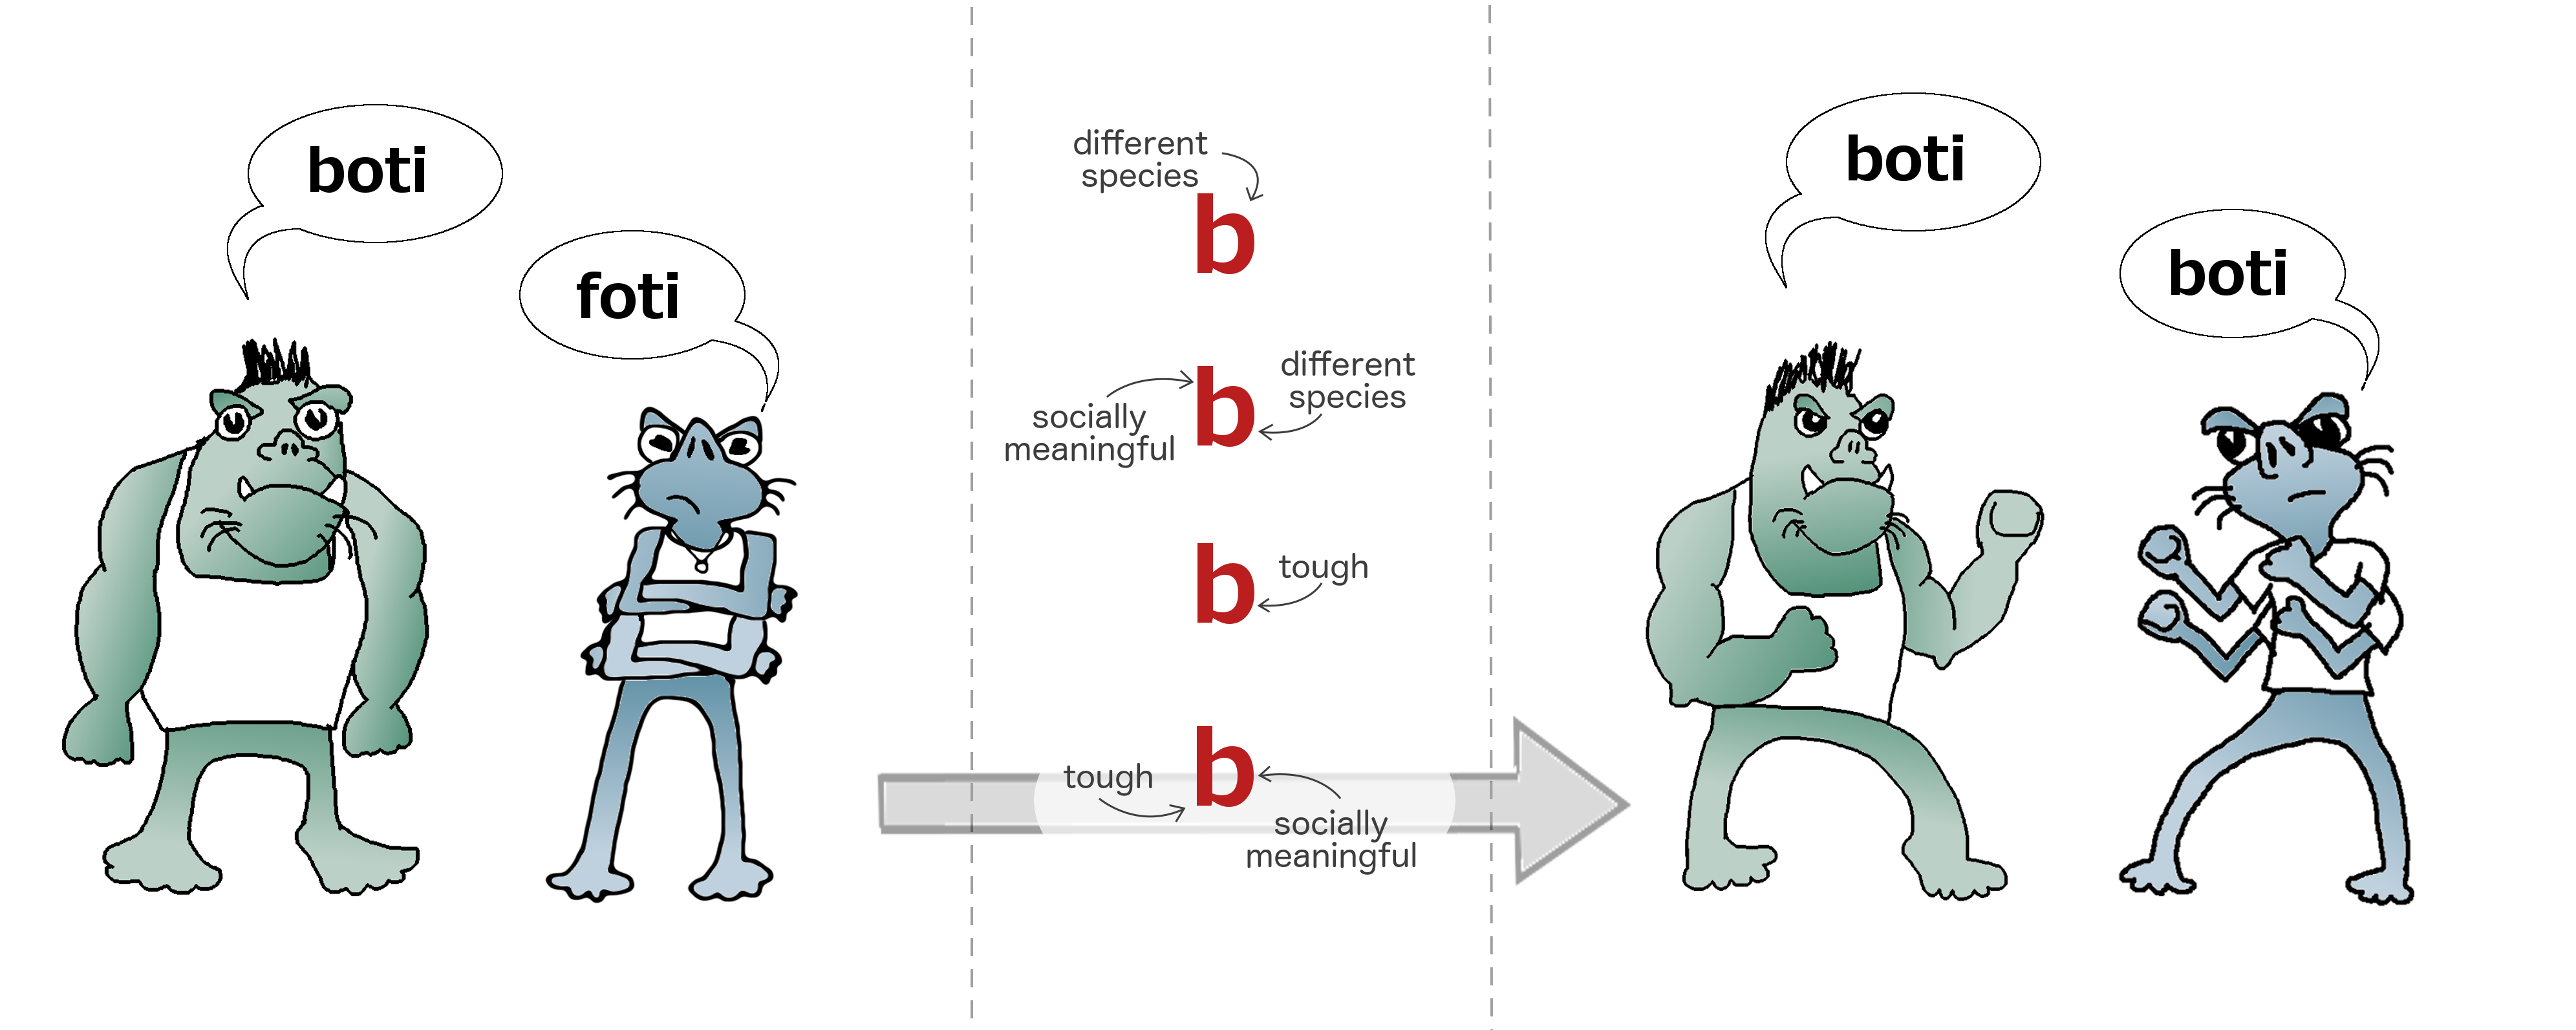 boti
foti
different
species
b
socially
meaningful
b
different
species
b
tough
tough
b
socially
meaningful
boti
boti